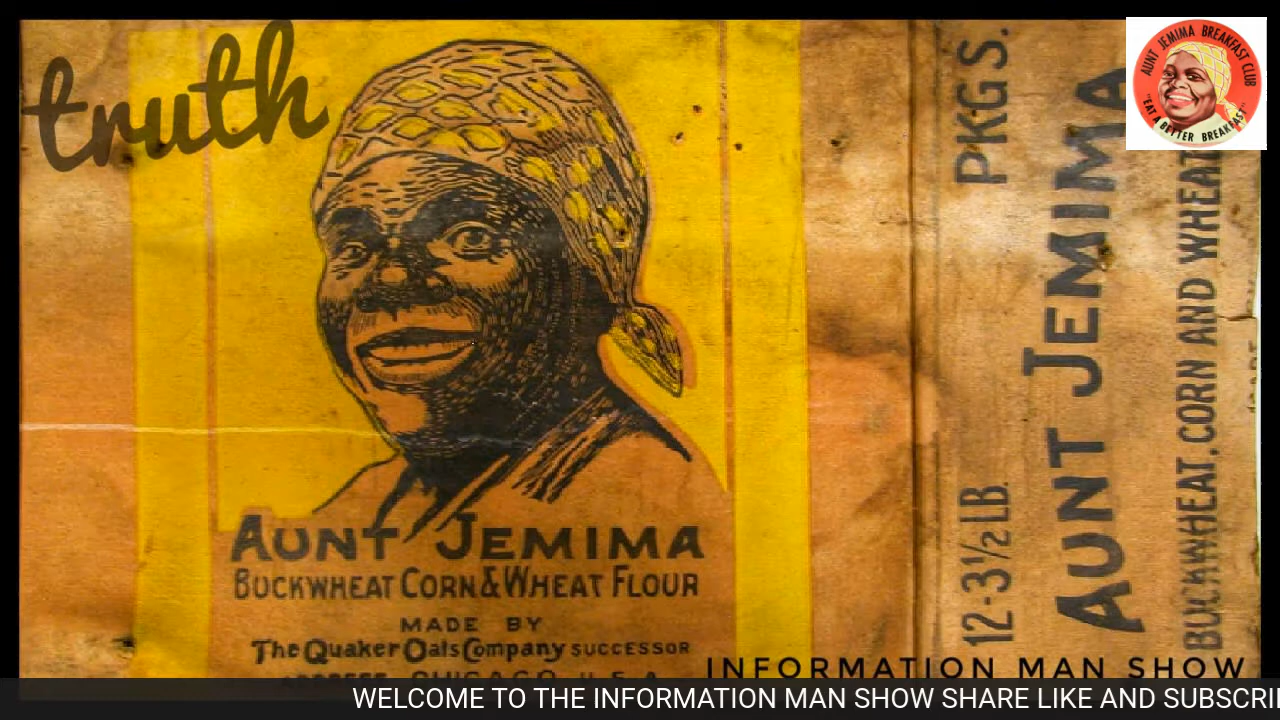 truth
AUNT JEMIMA BREAKFAST CLUB
"EAT A BETTER BREAKFAST"
AUNT JEMIMA
BUCKWHEAT CORN & WHEAT FLOUR
MADE BY
The Quaker Oats Company SUCCESSOR
CHICAGO U.S.A.
12-3½ LB. PKGS.
AUNT JEMIMA
BUCKWHEAT, CORN AND WHEAT
INFORMATION MAN SHOW
WELCOME TO THE INFORMATION MAN SHOW SHARE LIKE AND SUBSCRI